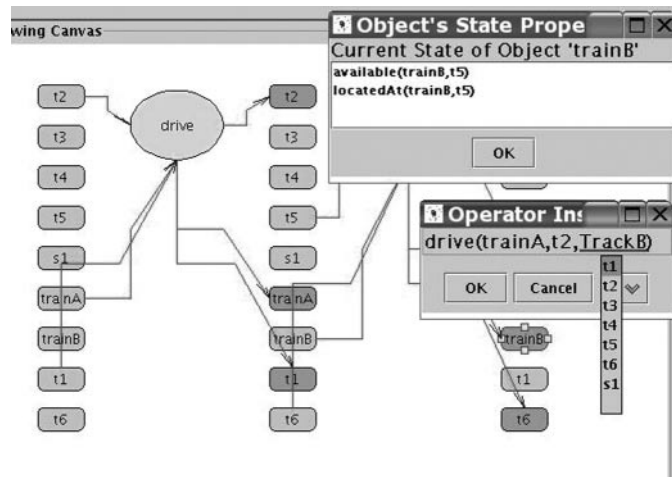 wing Canvas
Object's State Prope
Current State of Object 'trainB'
available(trainB,t5)
locatedAt(trainB,t5)
OK
Operator Ins
drive(trainA,t2,TrackB)
OK Cancel
t1
t2
t3
t4
t5
t6
s1
drive
t2
t3
t4
t5
s1
trainA
trainB
t1
t6
t2
t3
t4
t5
s1
trainA
trainB
t1
t6
trainB
t1
t6